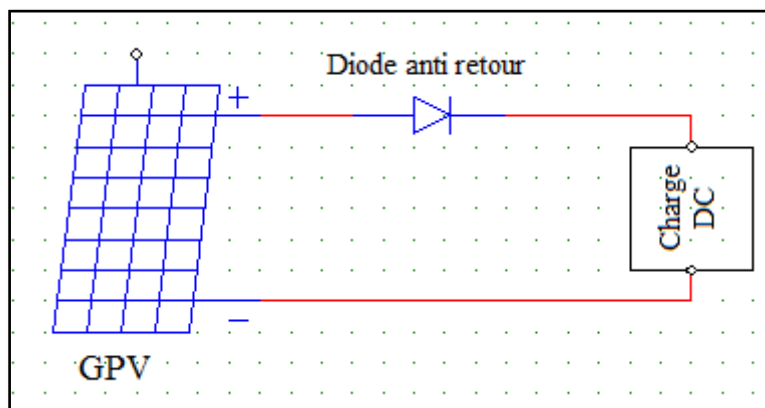 Diode anti retour
+
Charge
DC
−
GPV